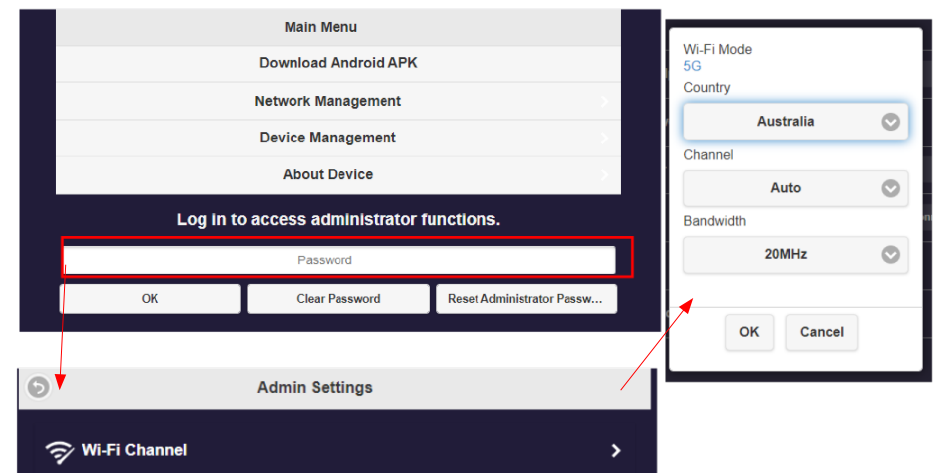 Main Menu
Download Android APK
Network Management
Device Management
About Device
Log in to access administrator functions.
Password
OK
Clear Password
Reset Administrator Passw...
Admin Settings
Wi-Fi Channel
Wi-Fi Mode
5G
Country
Australia
Channel
Auto
Bandwidth
20MHz
OK
Cancel